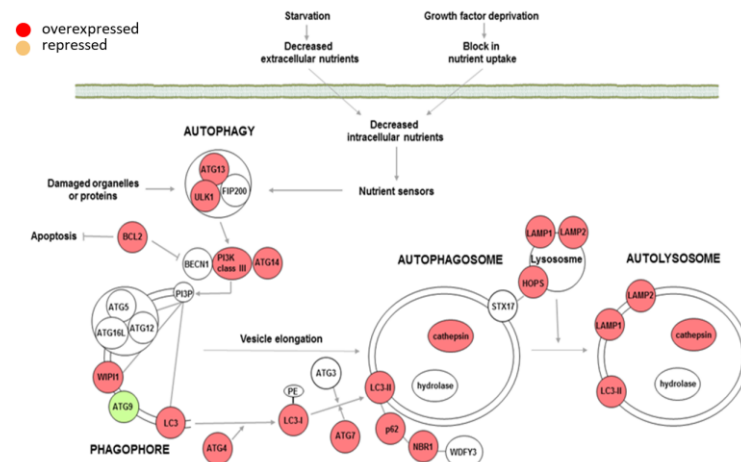 overexpressed
repressed
Starvation
Growth factor deprivation
Decreased
extracellular nutrients
Block in
nutrient uptake
Decreased
intracellular nutrients
Nutrient sensors
AUTOPHAGY
ATG13
ULK1
FIP200
Damaged organelles
or proteins
Apoptosis
BCL2
BECN1
PI3K
class III
ATG14
PI3P
ATG5
ATG16L
ATG12
WIPI1
ATG9
LC3
PHAGOPHORE
Vesicle elongation
ATG4
PE
LC3-I
ATG3
ATG7
AUTOPHAGOSOME
LAMP1
LAMP2
Lysososme
HOPS
STX17
cathepsin
hydrolase
LC3-II
p62
NBR1
WDFY3
AUTOLYSOSOME
LAMP2
LAMP1
cathepsin
hydrolase
LC3-II